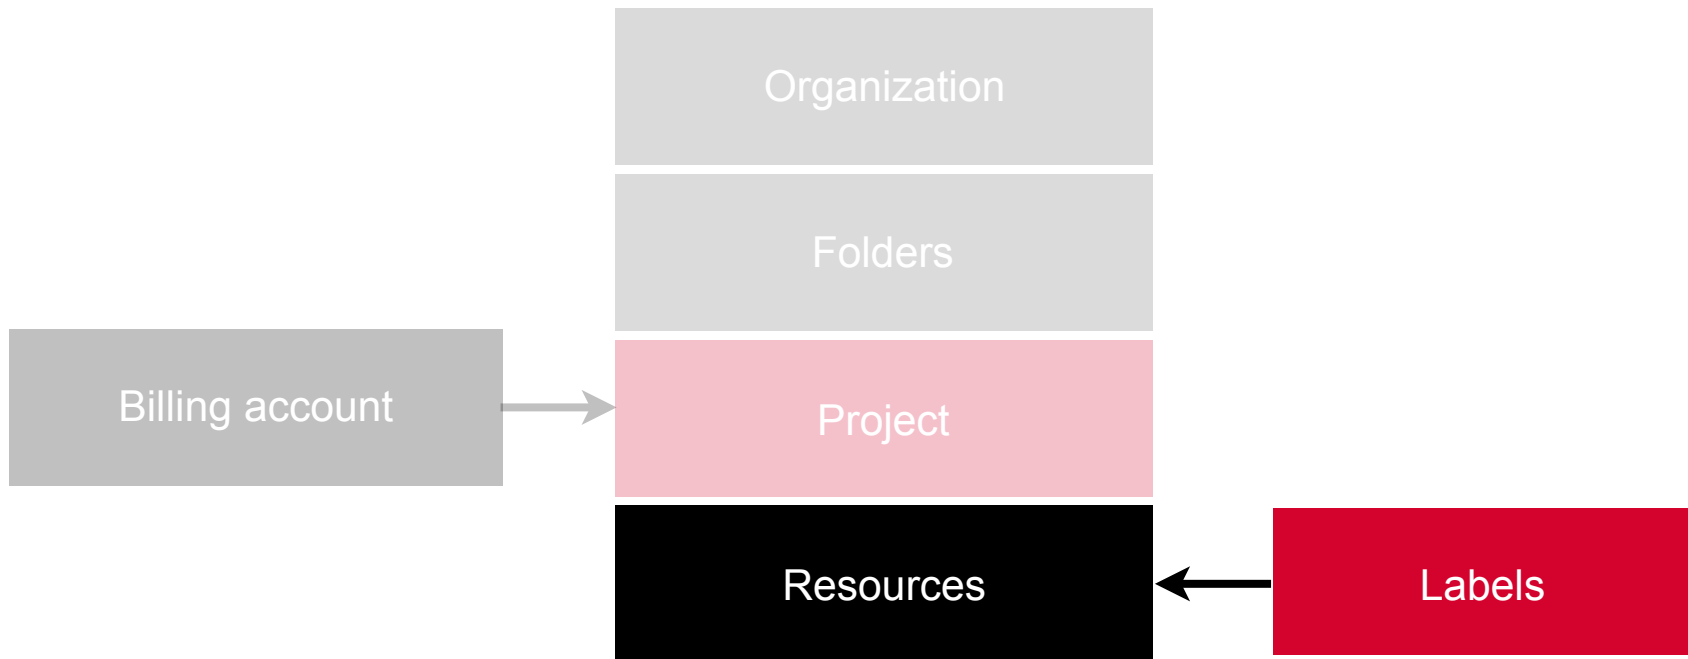 Organization
Folders
Billing account
Project
Resources
Labels